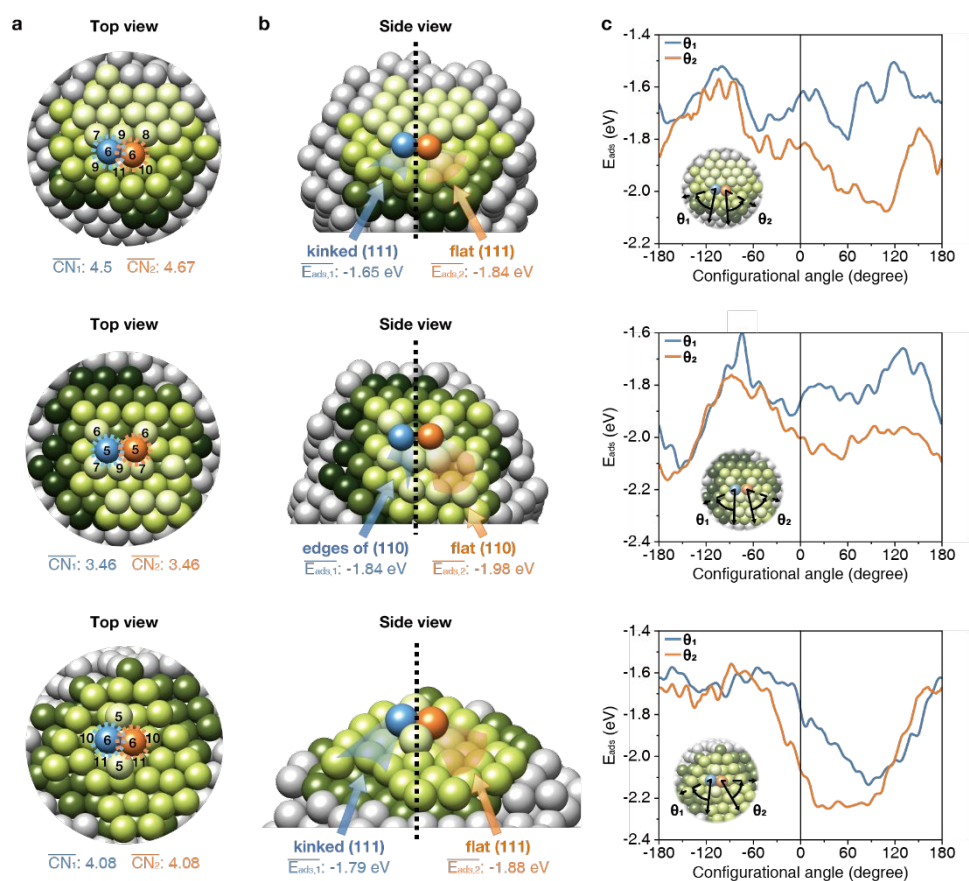 a
b
c
Top view
Side view
7 9 8
6 6
9 11 10
CN1: 4.5 CN2: 4.67
kinked (111) flat (111)
Eads,1: -1.65 eV Eads,2: -1.84 eV
-1.4
-1.6
-1.8
-2.0
-2.2
Eads (eV)
θ1
θ2
θ1 θ2
-180 -120 -60 0 60 120 180
Configurational angle (degree)
Top view
Side view
6 6
5 5
7 9 7
CN1: 3.46 CN2: 3.46
edges of (110) flat (110)
Eads,1: -1.84 eV Eads,2: -1.98 eV
-1.6
-1.8
-2.0
-2.2
-2.4
Eads (eV)
θ1
θ2
θ1 θ2
-180 -120 -60 0 60 120 180
Configurational angle (degree)
Top view
Side view
5
10 6 6 10
11 5 11
CN1: 4.08 CN2: 4.08
kinked (111) flat (111)
Eads,1: -1.79 eV Eads,2: -1.88 eV
-1.4
-1.6
-1.8
-2.0
-2.2
-2.4
Eads (eV)
θ1
θ2
θ1 θ2
-180 -120 -60 0 60 120 180
Configurational angle (degree)